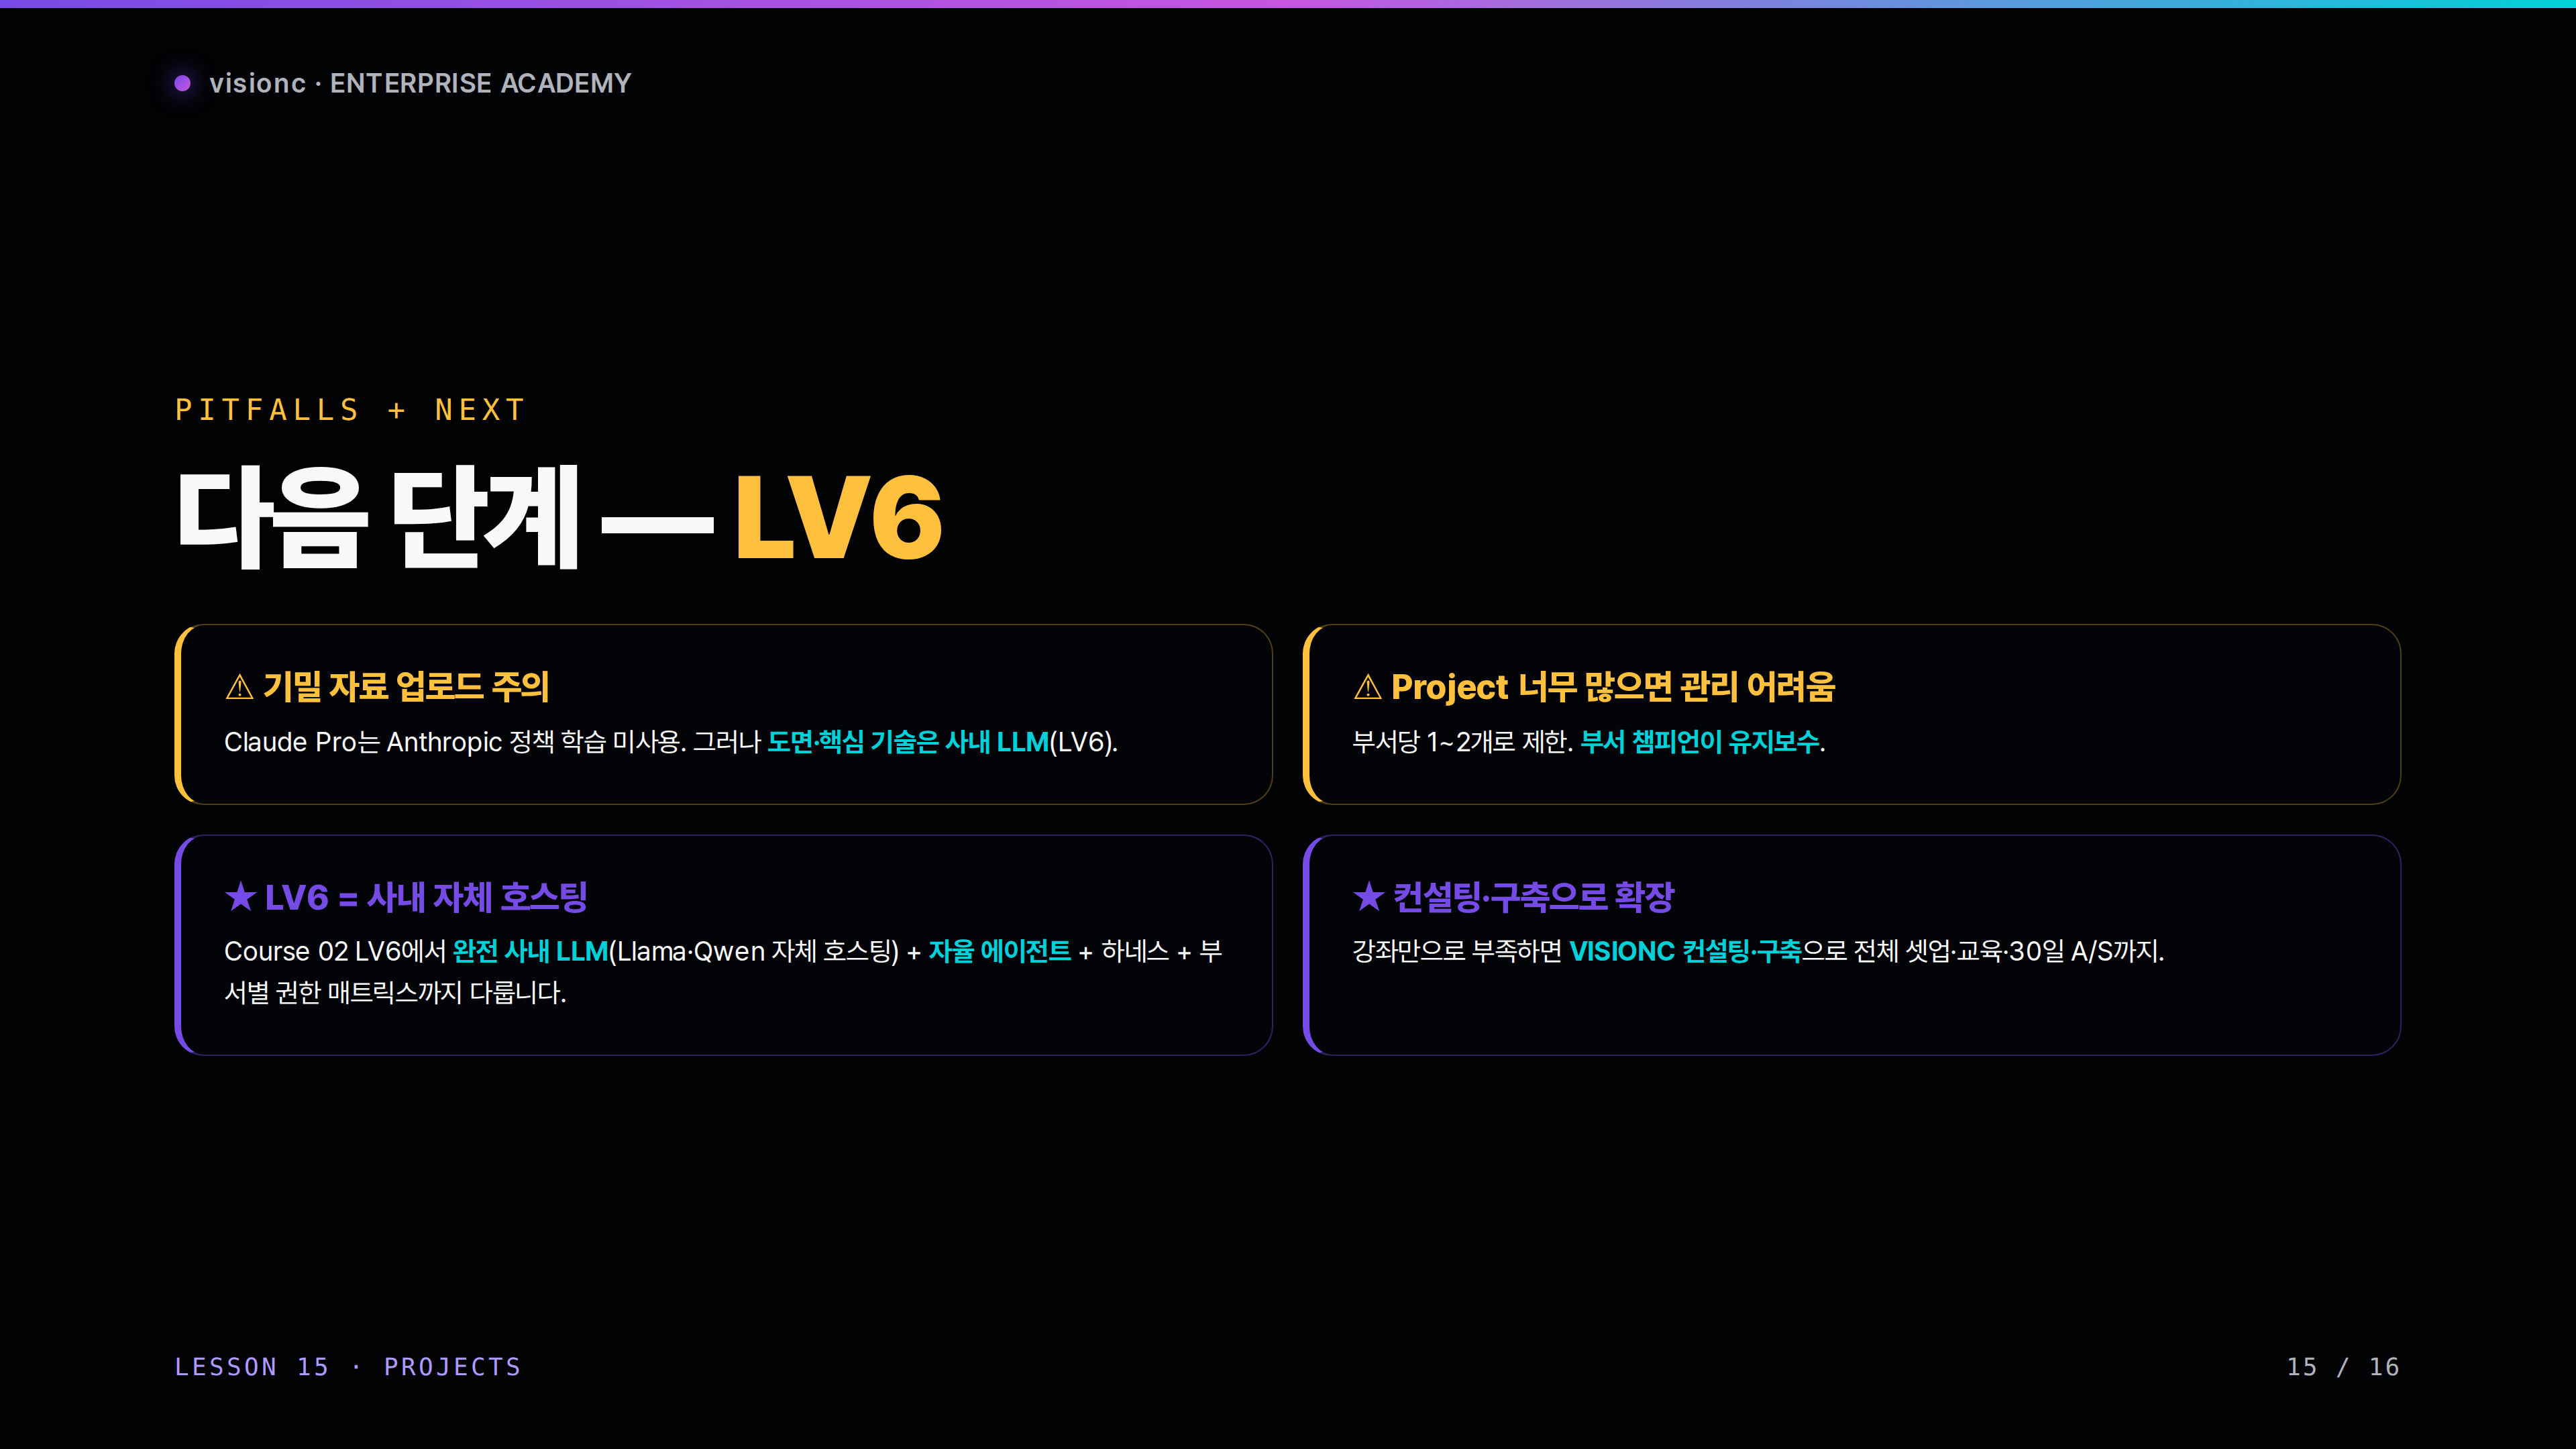 visionc · ENTERPRISE ACADEMY
PITFALLS + NEXT
다음 단계 — LV6
⚠ 기밀 자료 업로드 주의
Claude Pro는 Anthropic 정책 학습 미사용. 그러나 도면·핵심 기술은 사내 LLM(LV6).
⚠ Project 너무 많으면 관리 어려움
부서당 1~2개로 제한. 부서 챔피언이 유지보수.
★ LV6 = 사내 자체 호스팅
Course 02 LV6에서 완전 사내 LLM(Llama·Qwen 자체 호스팅) + 자율 에이전트 + 하네스 + 부
서별 권한 매트릭스까지 다룹니다.
★ 컨설팅·구축으로 확장
강좌만으로 부족하면 VISIONC 컨설팅·구축으로 전체 셋업·교육·30일 A/S까지.
LESSON 15 · PROJECTS
15 / 16